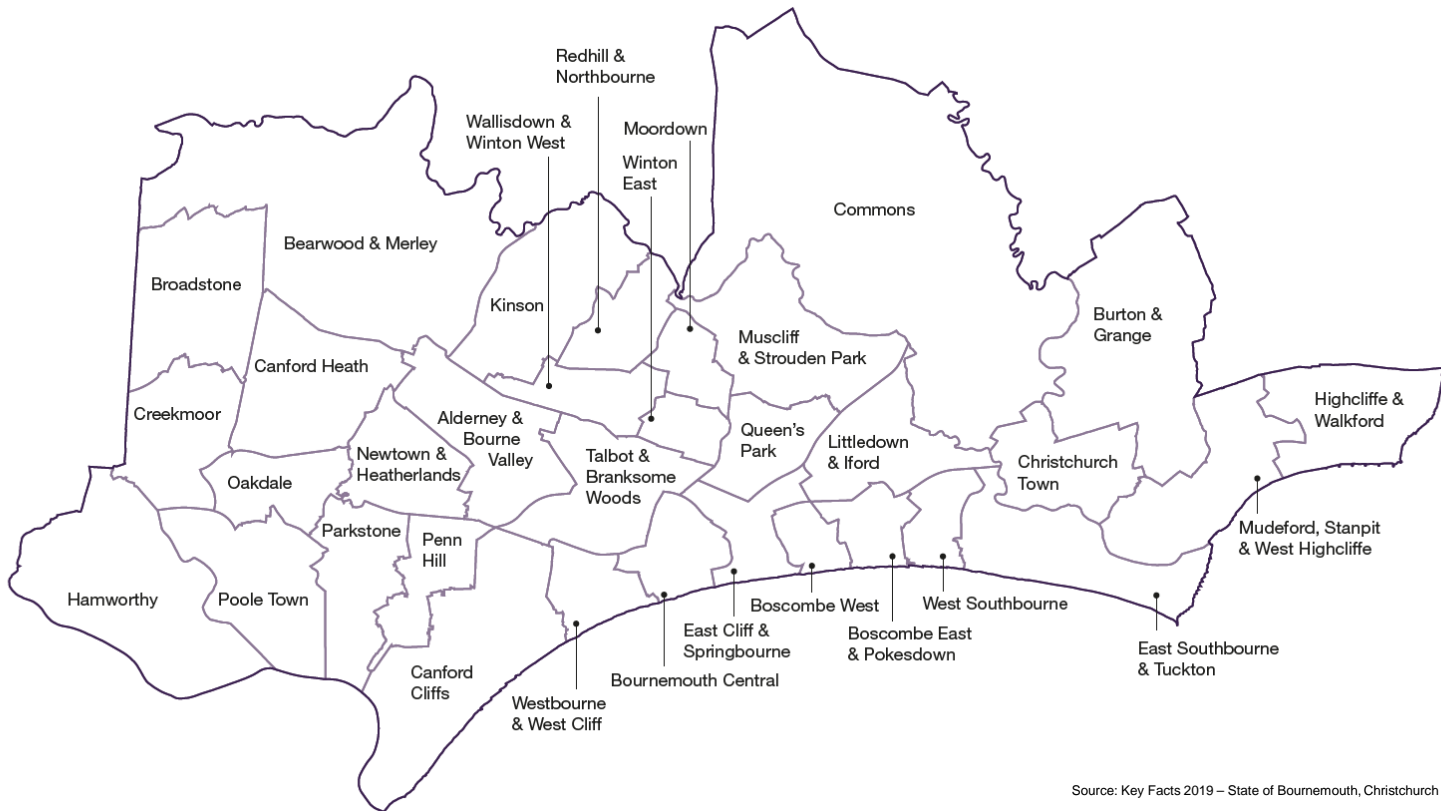 Redhill &
Northbourne
Wallisdown &
Winton West
Moordown
Winton
East
Commons
Bearwood & Merley
Broadstone
Kinson
Burton &
Grange
Muscliff
& Strouden Park
Canford Heath
Highcliffe &
Walkford
Creekmoor
Alderney &
Bourne
Valley
Queen's
Park
Littledown
& Iford
Newtown &
Heatherlands
Talbot &
Branksome
Woods
Christchurch
Town
Oakdale
Parkstone
Penn
Hill
Mudeford, Stanpit
& West Highcliffe
Hamworthy
Poole Town
Boscombe West
West Southbourne
East Cliff &
Springbourne
Boscombe East
& Pokesdown
East Southbourne
& Tuckton
Canford
Cliffs
Bournemouth Central
Westbourne
& West Cliff
Source: Key Facts 2019 – State of Bournemouth, Christchurch